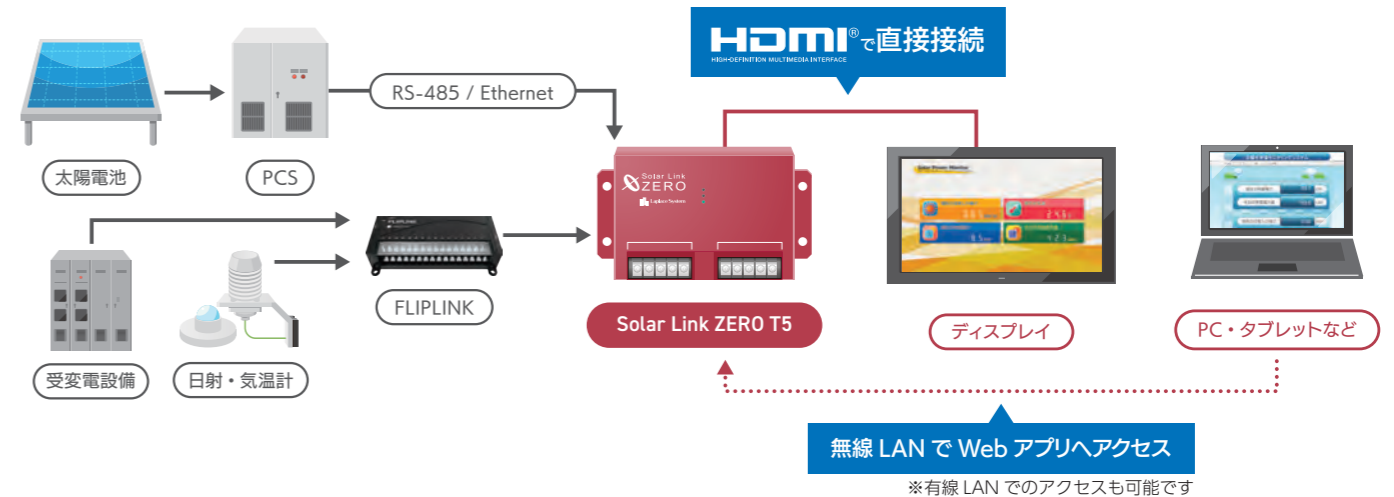 HDMI®で直接接続
HIGH-DEFINITION MULTIMEDIA INTERFACE
RS-485 / Ethernet
太陽電池
PCS
Solar Link
ZERO
Laplace System
Solar Power Monitor
FLIPLINK
FLIPLINK
Solar Link ZERO T5
ディスプレイ
PC・タブレットなど
受変電設備
日射・気温計
無線 LAN で Web アプリへアクセス
※有線 LAN でのアクセスも可能です